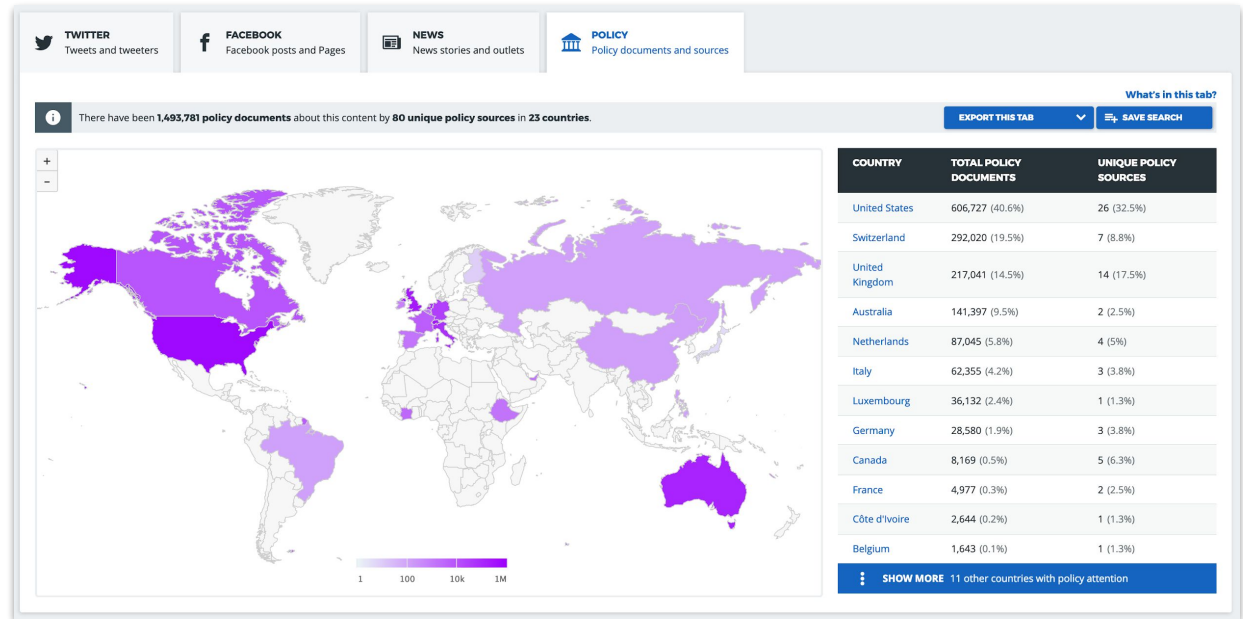 TWITTER
Tweets and tweeters
FACEBOOK
Facebook posts and Pages
NEWS
News stories and outlets
POLICY
Policy documents and sources
What's in this tab?
There have been 1,493,781 policy documents about this content by 80 unique policy sources in 23 countries.
EXPORT THIS TAB
SAVE SEARCH
+
−
COUNTRY TOTAL POLICY DOCUMENTS UNIQUE POLICY SOURCES
United States 606,727 (40.6%) 26 (32.5%)
Switzerland 292,020 (19.5%) 7 (8.8%)
United Kingdom 217,041 (14.5%) 14 (17.5%)
Australia 141,397 (9.5%) 2 (2.5%)
Netherlands 87,045 (5.8%) 4 (5%)
Italy 62,355 (4.2%) 3 (3.8%)
Luxembourg 36,132 (2.4%) 1 (1.3%)
Germany 28,580 (1.9%) 3 (3.8%)
Canada 8,169 (0.5%) 5 (6.3%)
France 4,977 (0.3%) 2 (2.5%)
Côte d'Ivoire 2,644 (0.2%) 1 (1.3%)
Belgium 1,643 (0.1%) 1 (1.3%)
SHOW MORE 11 other countries with policy attention
1 100 10k 1M